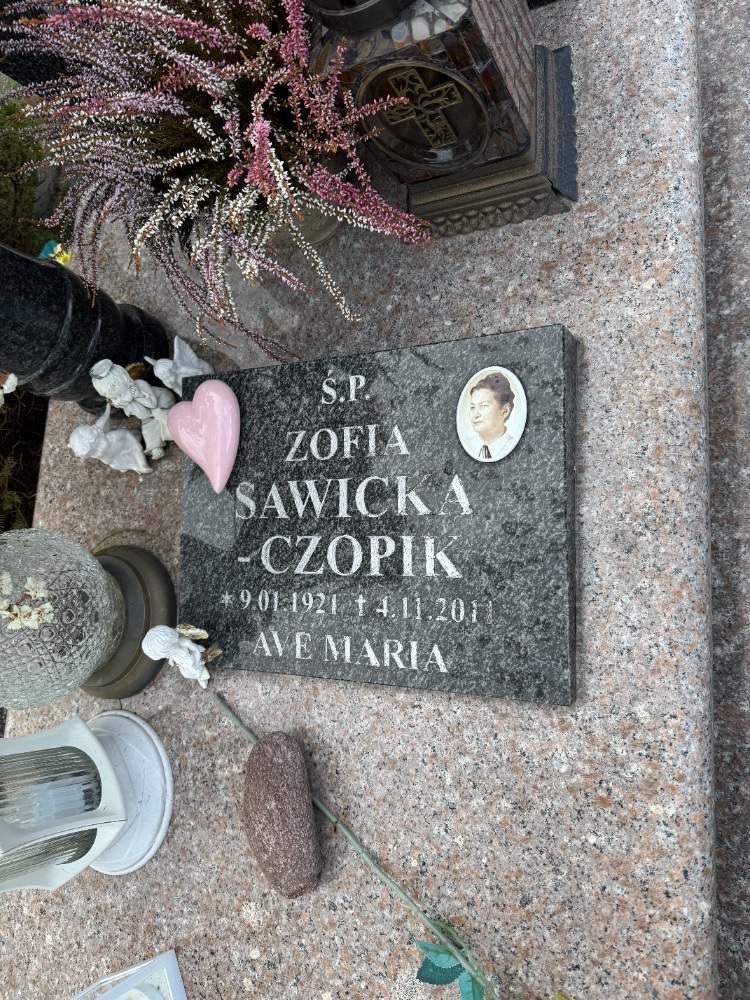 Ś.P.
ZOFIA
SAWICKA
-CZOPIK
* 9.01.1921 † 4.11.2011
AVE MARIA